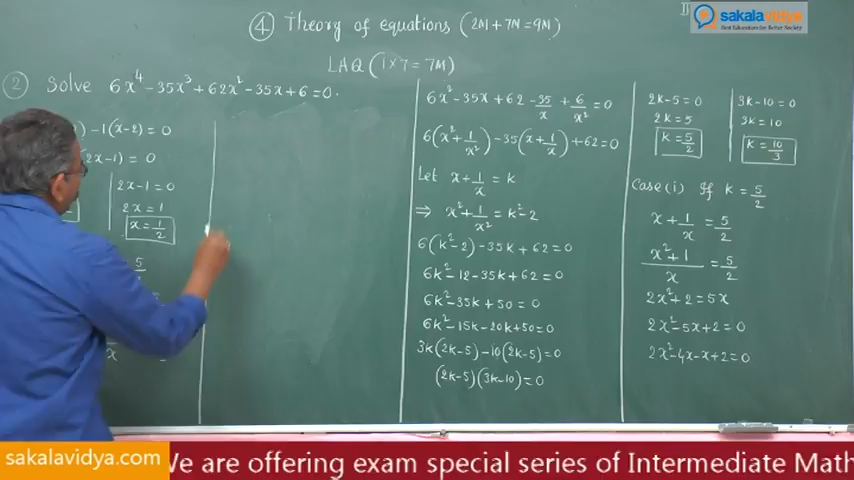 ④ Theory of equations (2M + 7M = 9M)
sakalavidya
Best Education for Better Society
LAQ (1×7 = 7M)
② Solve 6x⁴ - 35x³ + 62x² - 35x + 6 = 0.
) - 1(x-2) = 0
(2x-1) = 0
2x-1 = 0
2x = 1
x = 1/2
5
x
6x² - 35x + 62 - 35/x + 6/x² = 0
6(x² + 1/x²) - 35(x + 1/x) + 62 = 0
Let x + 1/x = k
⇒ x² + 1/x² = k² - 2
6(k² - 2) - 35k + 62 = 0
6k² - 12 - 35k + 62 = 0
6k² - 35k + 50 = 0
6k² - 15k - 20k + 50 = 0
3k(2k-5) - 10(2k-5) = 0
(2k-5)(3k-10) = 0
2k-5 = 0
2k = 5
k = 5/2
3k-10 = 0
3k = 10
k = 10/3
Case(i) If k = 5/2
x + 1/x = 5/2
x² + 1 / x = 5/2
2x² + 2 = 5x
2x² - 5x + 2 = 0
2x² - 4x - x + 2 = 0
sakalavidya.com We are offering exam special series of Intermediate Math